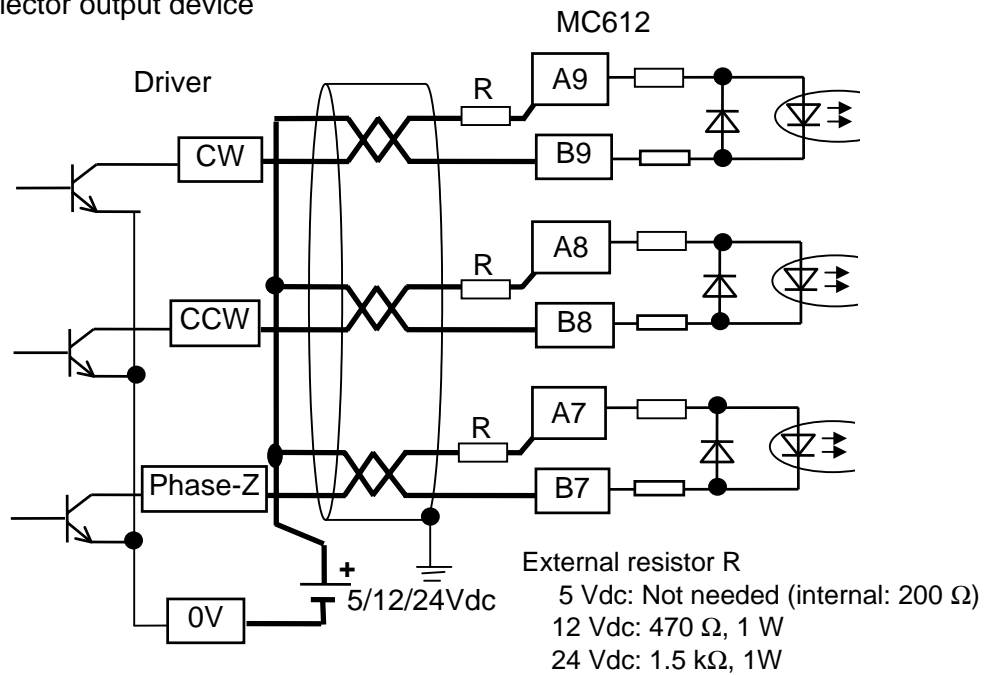 lector output device
MC612
Driver
R
A9
CW
B9
R
A8
CCW
B8
R
A7
Phase-Z
B7
+
5/12/24Vdc
0V
External resistor R
5 Vdc: Not needed (internal: 200 Ω)
12 Vdc: 470 Ω, 1 W
24 Vdc: 1.5 kΩ, 1W